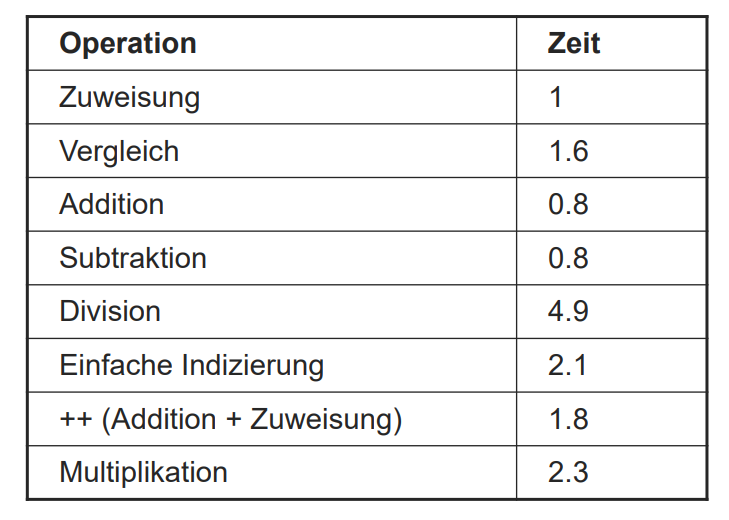 Operation Zeit
Zuweisung 1
Vergleich 1.6
Addition 0.8
Subtraktion 0.8
Division 4.9
Einfache Indizierung 2.1
++ (Addition + Zuweisung) 1.8
Multiplikation 2.3